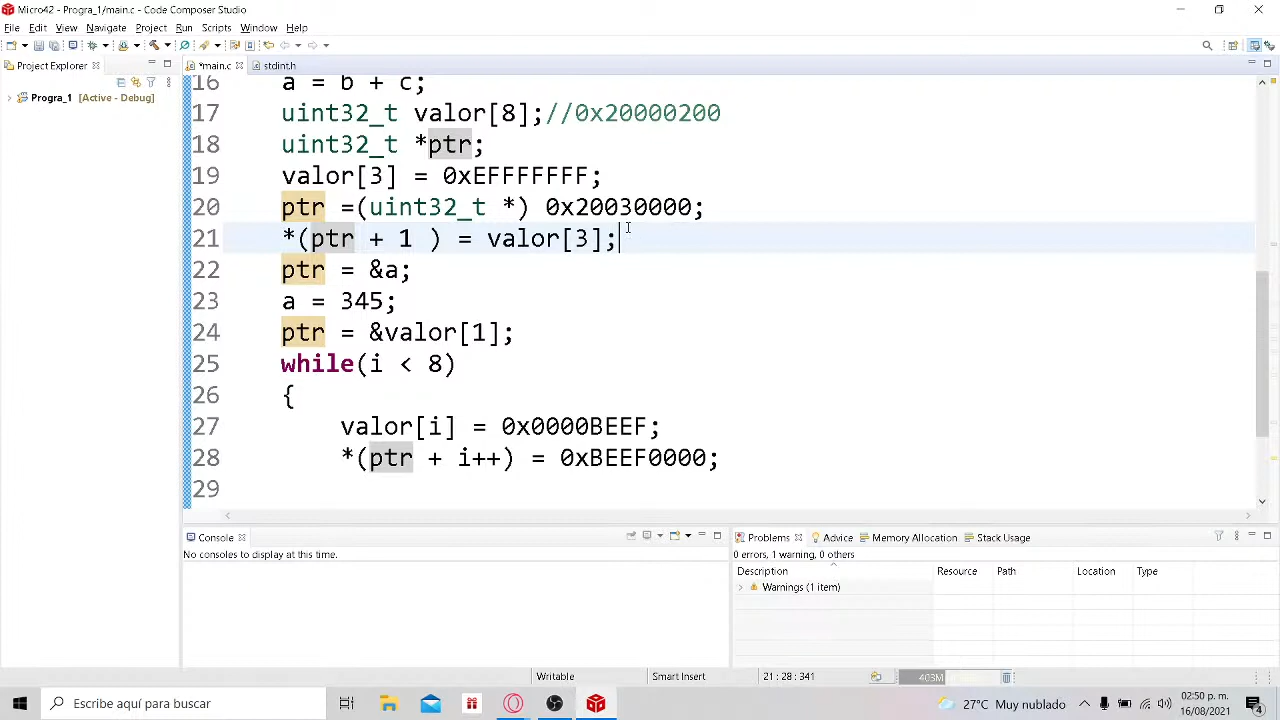 Micro42 - Progra_1/main.c - Code Composer Studio
File Edit View Navigate Project Run Scripts Window Help
Project Explorer
*main.c
stdint.h
Progra_1 [Active - Debug]
16 a = b + c;
17 uint32_t valor[8];//0x20000200
18 uint32_t *ptr;
19 valor[3] = 0xEFFFFFFF;
20 ptr =(uint32_t *) 0x20030000;
21 *(ptr + 1 ) = valor[3];
22 ptr = &a;
23 a = 345;
24 ptr = &valor[1];
25 while(i < 8)
26 {
27 valor[i] = 0x0000BEEF;
28 *(ptr + i++) = 0xBEEF0000;
29
Console
No consoles to display at this time.
Problems Advice Memory Allocation Stack Usage
0 errors, 1 warning, 0 others
Description Resource Path Location Type
Warnings (1 item)
Writable Smart Insert 21 : 28 : 341 403M
Escribe aquí para buscar
27°C Muy nublado
02:50 p. m.
16/08/2021
4